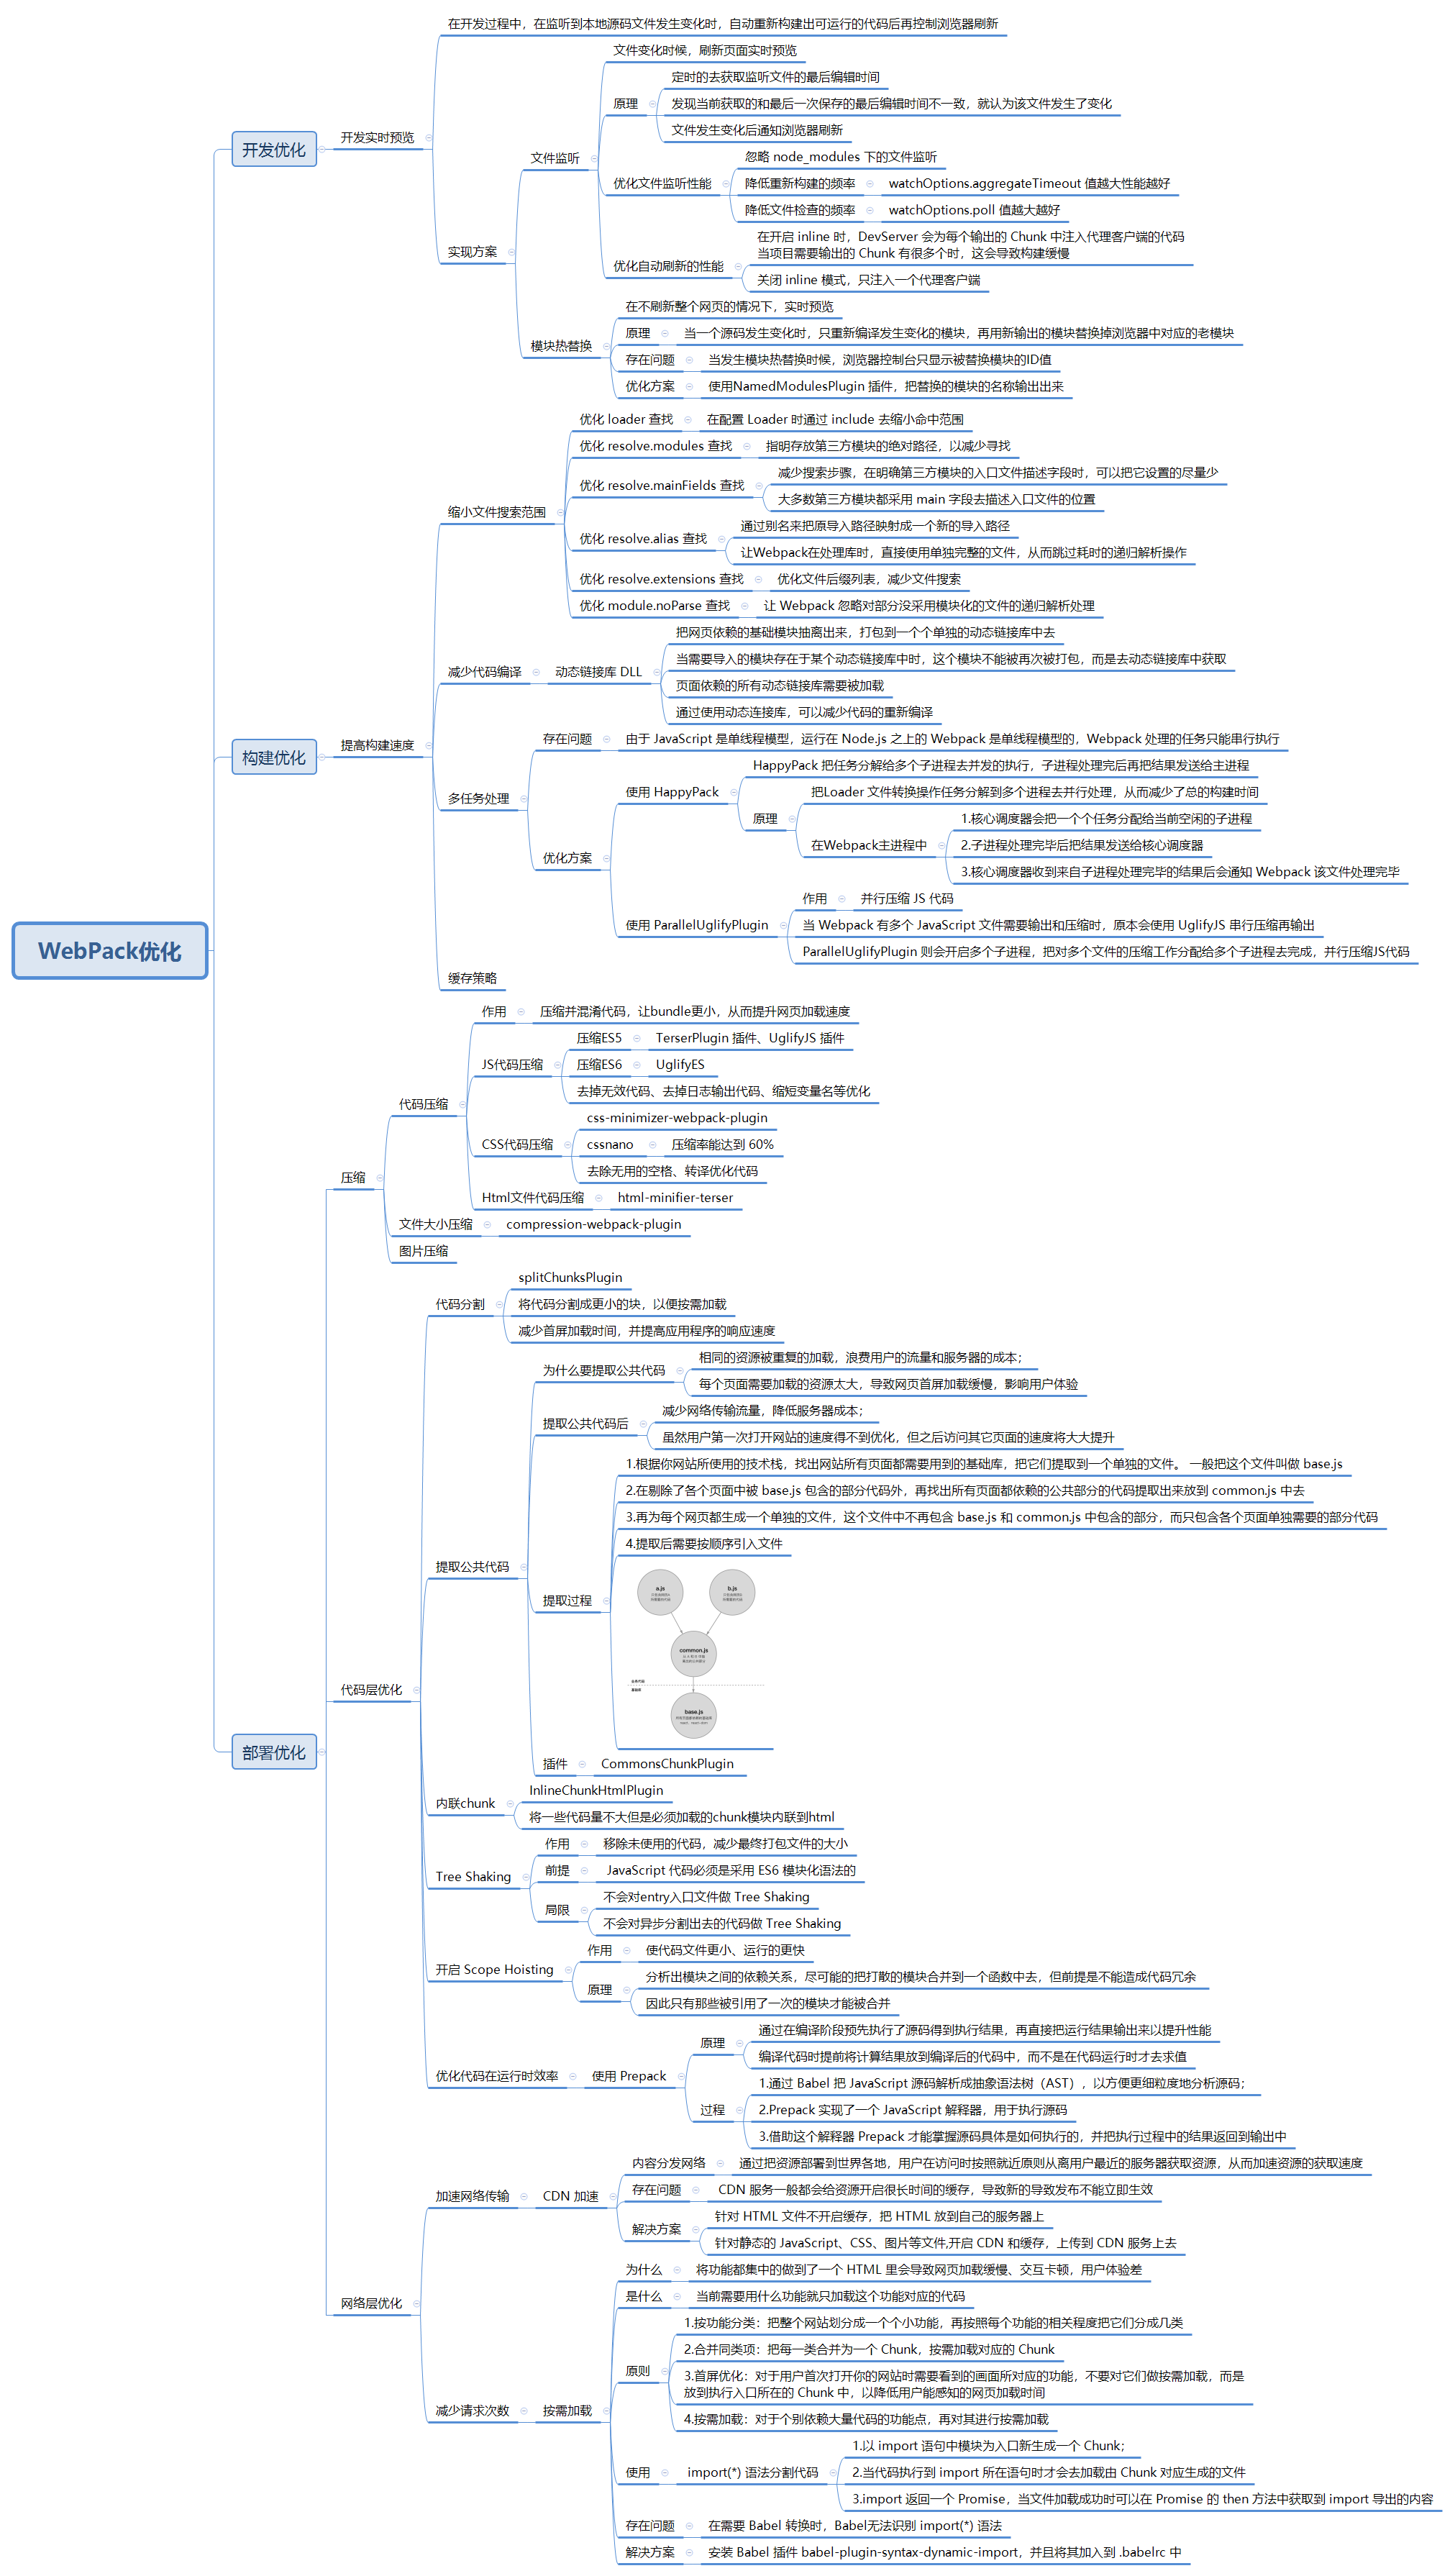 WebPack优化
开发优化
开发实时预览
在开发过程中，在监听到本地源码文件发生变化时，自动重新构建出可运行的代码后再控制浏览器刷新
实现方案
文件监听
文件变化时候，刷新页面实时预览
原理
定时的去获取监听文件的最后编辑时间
发现当前获取的和最后一次保存的最后编辑时间不一致，就认为该文件发生了变化
文件发生变化后通知浏览器刷新
优化文件监听性能
忽略 node_modules 下的文件监听
降低重新构建的频率
watchOptions.aggregateTimeout 值越大性能越好
降低文件检查的频率
watchOptions.poll 值越大越好
优化自动刷新的性能
在开启 inline 时，DevServer 会为每个输出的 Chunk 中注入代理客户端的代码
当项目需要输出的 Chunk 有很多个时，这会导致构建缓慢
关闭 inline 模式，只注入一个代理客户端
模块热替换
在不刷新整个网页的情况下，实时预览
原理
当一个源码发生变化时，只重新编译发生变化的模块，再用新输出的模块替换掉浏览器中对应的老模块
存在问题
当发生模块热替换时候，浏览器控制台只显示被替换模块的ID值
优化方案
使用NamedModulesPlugin 插件，把替换的模块的名称输出出来
构建优化
提高构建速度
缩小文件搜索范围
优化 loader 查找
在配置 Loader 时通过 include 去缩小命中范围
优化 resolve.modules 查找
指明存放第三方模块的绝对路径，以减少寻找
优化 resolve.mainFields 查找
减少搜索步骤，在明确第三方模块的入口文件描述字段时，可以把它设置的尽量少
大多数第三方模块都采用 main 字段去描述入口文件的位置
优化 resolve.alias 查找
通过别名来把原导入路径映射成一个新的导入路径
让Webpack在处理库时，直接使用单独完整的文件，从而跳过耗时的递归解析操作
优化 resolve.extensions 查找
优化文件后缀列表，减少文件搜索
优化 module.noParse 查找
让 Webpack 忽略对部分没采用模块化的文件的递归解析处理
减少代码编译
动态链接库 DLL
把网页依赖的基础模块抽离出来，打包到一个个单独的动态链接库中去
当需要导入的模块存在于某个动态链接库中时，这个模块不能被再次被打包，而是去动态链接库中获取
页面依赖的所有动态链接库需要被加载
通过使用动态连接库，可以减少代码的重新编译
多任务处理
存在问题
由于 JavaScript 是单线程模型，运行在 Node.js 之上的 Webpack 是单线程模型的，Webpack 处理的任务只能串行执行
优化方案
使用 HappyPack
HappyPack 把任务分解给多个子进程去并发的执行，子进程处理完后再把结果发送给主进程
原理
把Loader 文件转换操作任务分解到多个进程去并行处理，从而减少了总的构建时间
在Webpack主进程中
1.核心调度器会把一个个任务分配给当前空闲的子进程
2.子进程处理完毕后把结果发送给核心调度器
3.核心调度器收到来自子进程处理完毕的结果后会通知 Webpack 该文件处理完毕
使用 ParallelUglifyPlugin
作用
并行压缩 JS 代码
当 Webpack 有多个 JavaScript 文件需要输出和压缩时，原本会使用 UglifyJS 串行压缩再输出
ParallelUglifyPlugin 则会开启多个子进程，把对多个文件的压缩工作分配给多个子进程去完成，并行压缩JS代码
缓存策略
部署优化
压缩
代码压缩
作用
压缩并混淆代码，让bundle更小，从而提升网页加载速度
JS代码压缩
压缩ES5
TerserPlugin 插件、UglifyJS 插件
压缩ES6
UglifyES
去掉无效代码、去掉日志输出代码、缩短变量名等优化
CSS代码压缩
css-minimizer-webpack-plugin
cssnano
压缩率能达到 60%
去除无用的空格、转译优化代码
Html文件代码压缩
html-minifier-terser
文件大小压缩
compression-webpack-plugin
图片压缩
代码层优化
代码分割
splitChunksPlugin
将代码分割成更小的块，以便按需加载
减少首屏加载时间，并提高应用程序的响应速度
提取公共代码
为什么要提取公共代码
相同的资源被重复的加载，浪费用户的流量和服务器的成本；
每个页面需要加载的资源太大，导致网页首屏加载缓慢，影响用户体验
提取公共代码后
减少网络传输流量，降低服务器成本；
虽然用户第一次打开网站的速度得不到优化，但之后访问其它页面的速度将大大提升
提取过程
1.根据你网站所使用的技术栈，找出网站所有页面都需要用到的基础库，把它们提取到一个单独的文件。 一般把这个文件叫做 base.js
2.在剔除了各个页面中被 base.js 包含的部分代码外，再找出所有页面都依赖的公共部分的代码提取出来放到 common.js 中去
3.再为每个网页都生成一个单独的文件，这个文件中不再包含 base.js 和 common.js 中包含的部分，而只包含各个页面单独需要的部分代码
4.提取后需要按顺序引入文件
a.js
b.js
common.js
base.js
插件
CommonsChunkPlugin
内联chunk
InlineChunkHtmlPlugin
将一些代码量不大但是必须加载的chunk模块内联到html
Tree Shaking
作用
移除未使用的代码，减少最终打包文件的大小
前提
JavaScript 代码必须是采用 ES6 模块化语法的
局限
不会对entry入口文件做 Tree Shaking
不会对异步分割出去的代码做 Tree Shaking
开启 Scope Hoisting
作用
使代码文件更小、运行的更快
原理
分析出模块之间的依赖关系，尽可能的把打散的模块合并到一个函数中去，但前提是不能造成代码冗余
因此只有那些被引用了一次的模块才能被合并
优化代码在运行时效率
使用 Prepack
原理
通过在编译阶段预先执行了源码得到执行结果，再直接把运行结果输出来以提升性能
编译代码时提前将计算结果放到编译后的代码中，而不是在代码运行时才去求值
过程
1.通过 Babel 把 JavaScript 源码解析成抽象语法树（AST），以方便更细粒度地分析源码；
2.Prepack 实现了一个 JavaScript 解释器，用于执行源码
3.借助这个解释器 Prepack 才能掌握源码具体是如何执行的，并把执行过程中的结果返回到输出中
网络层优化
加速网络传输
CDN 加速
内容分发网络
通过把资源部署到世界各地，用户在访问时按照就近原则从离用户最近的服务器获取资源，从而加速资源的获取速度
存在问题
CDN 服务一般都会给资源开启很长时间的缓存，导致新的导致发布不能立即生效
解决方案
针对 HTML 文件不开启缓存，把 HTML 放到自己的服务器上
针对静态的 JavaScript、CSS、图片等文件,开启 CDN 和缓存，上传到 CDN 服务上去
减少请求次数
按需加载
为什么
将功能都集中的做到了一个 HTML 里会导致网页加载缓慢、交互卡顿，用户体验差
是什么
当前需要用什么功能就只加载这个功能对应的代码
原则
1.按功能分类：把整个网站划分成一个个小功能，再按照每个功能的相关程度把它们分成几类
2.合并同类项：把每一类合并为一个 Chunk，按需加载对应的 Chunk
3.首屏优化：对于用户首次打开你的网站时需要看到的画面所对应的功能，不要对它们做按需加载，而是
放到执行入口所在的 Chunk 中，以降低用户能感知的网页加载时间
4.按需加载：对于个别依赖大量代码的功能点，再对其进行按需加载
使用
import(*) 语法分割代码
1.以 import 语句中模块为入口新生成一个 Chunk；
2.当代码执行到 import 所在语句时才会去加载由 Chunk 对应生成的文件
3.import 返回一个 Promise，当文件加载成功时可以在 Promise 的 then 方法中获取到 import 导出的内容
存在问题
在需要 Babel 转换时，Babel无法识别 import(*) 语法
解决方案
安装 Babel 插件 babel-plugin-syntax-dynamic-import，并且将其加入到 .babelrc 中